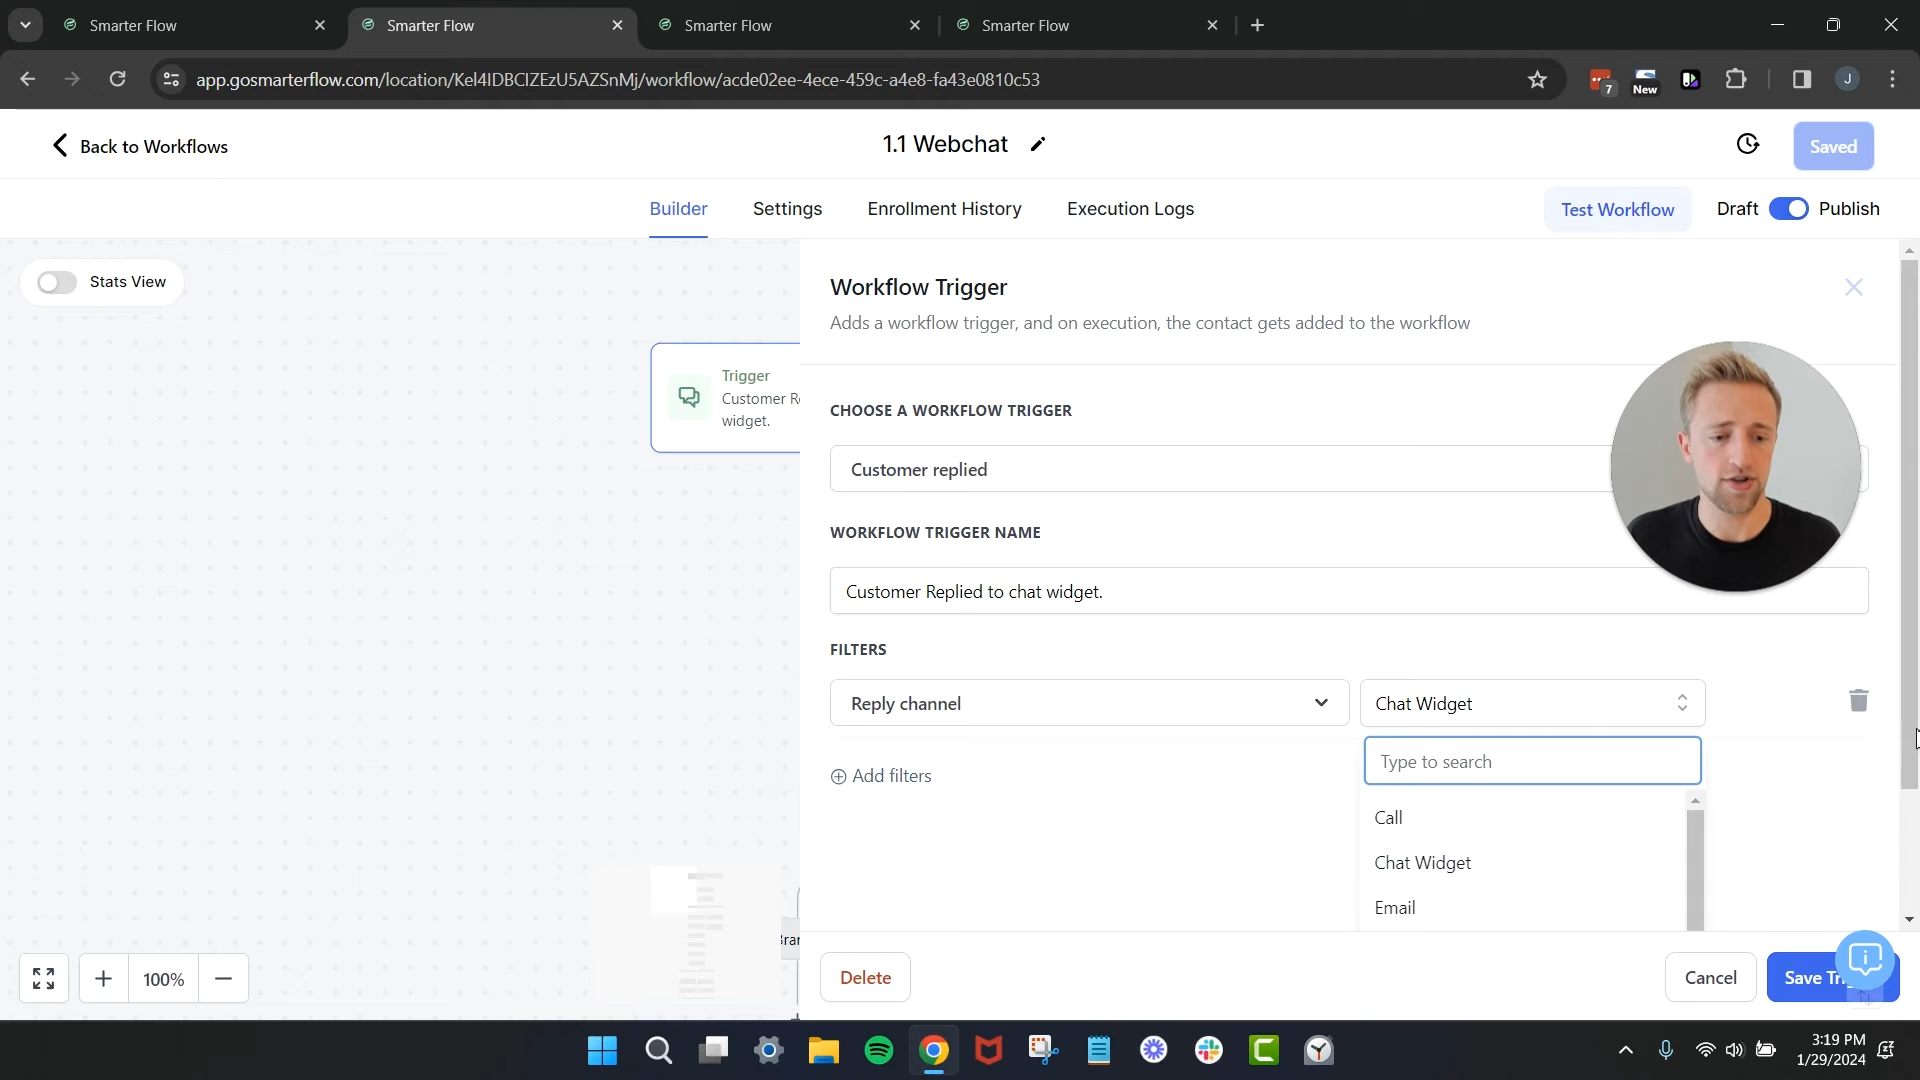 Smarter Flow
Smarter Flow
Smarter Flow
Smarter Flow
app.gosmarterflow.com/location/Kel4IDBCIZEzU5AZSnMj/workflow/acde02ee-4ece-459c-a4e8-fa43e0810c53
7
New
J
Back to Workflows
1.1 Webchat
Saved
Builder
Settings
Enrollment History
Execution Logs
Test Workflow
Draft
Publish
Stats View
Trigger
Customer Re
widget.
Workflow Trigger
Adds a workflow trigger, and on execution, the contact gets added to the workflow
CHOOSE A WORKFLOW TRIGGER
Customer replied
WORKFLOW TRIGGER NAME
Customer Replied to chat widget.
FILTERS
Reply channel
Chat Widget
Type to search
Add filters
Call
Chat Widget
Email
100%
Delete
Cancel
Save
3:19 PM
1/29/2024